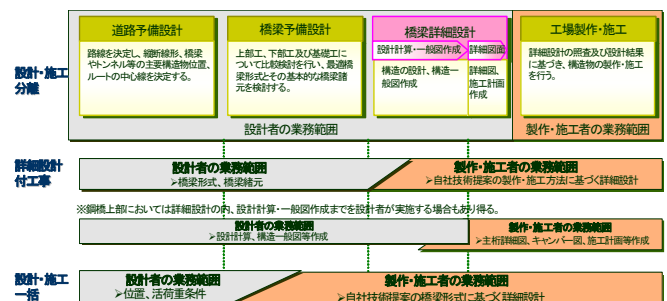 道路予備設計
橋梁予備設計
橋梁詳細設計
工場製作・施工
路線を決定し、縦断線形、橋梁
やトンネル等の主要構造物位置、
ルートの中心線を決定する。
上部工、下部工及び基礎工に
ついて比較検討を行い、最適橋
梁形式とその基本的な橋梁諸
元を検討する。
設計計算・一般図作成
詳細図面
構造の設計、構造一
般図作成
詳細図、
施工計画
作成
詳細設計の照査及び設計結果
に基づき、構造物の製作・施工
を行う。
設計・施工
分離
設計者の業務範囲
製作・施工者の業務範囲
詳細設計
付工事
設計者の業務範囲
➢橋梁形式、橋梁諸元
製作・施工者の業務範囲
➢自社技術提案の製作・施工方法に基づく詳細設計
※鋼橋上部においては詳細設計の内、設計計算・一般図作成までを設計者が実施する場合もあり得る。
設計者の業務範囲
➢設計計算、構造一般図等作成
製作・施工者の業務範囲
➢主桁詳細図、キャンバー図、施工計画等作成
設計・施工
一括
設計者の業務範囲
➢位置、活荷重条件
製作・施工者の業務範囲
➢自社技術提案の橋梁形式に基づく詳細設計